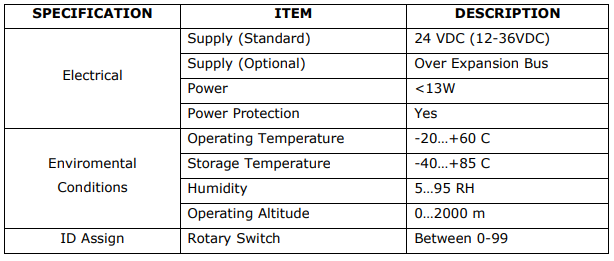 SPECIFICATION ITEM DESCRIPTION
Electrical
Supply (Standard) 24 VDC (12-36VDC)
Supply (Optional) Over Expansion Bus
Power <13W
Power Protection Yes
Enviromental
Conditions
Operating Temperature -20…+60 C
Storage Temperature -40…+85 C
Humidity 5…95 RH
Operating Altitude 0…2000 m
ID Assign Rotary Switch Between 0-99